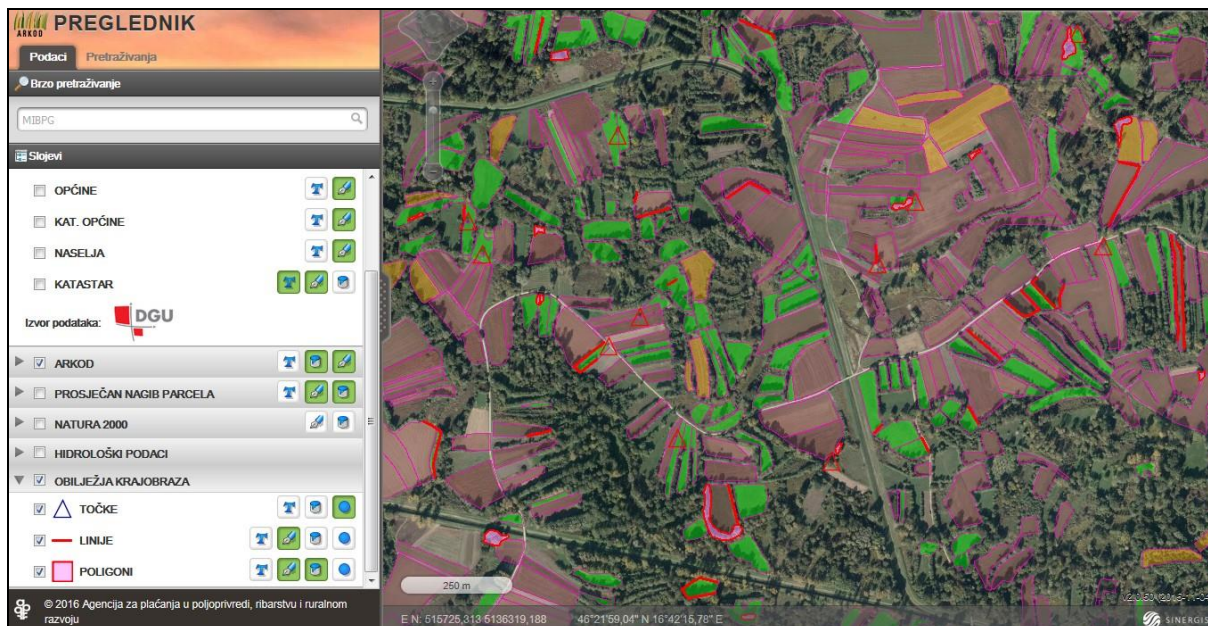 ARKOD
PREGLEDNIK
Podaci Pretraživanja
Brzo pretraživanje
MIBPG
Slojevi
OPĆINE
KAT. OPĆINE
NASELJA
KATASTAR
Izvor podataka: DGU
ARKOD
PROSJEČAN NAGIB PARCELA
NATURA 2000
HIDROLOŠKI PODACI
OBILJEŽJA KRAJOBRAZA
TOČKE
LINIJE
POLIGONI
© 2016 Agencija za plaćanja u poljoprivredi, ribarstvu i ruralnom
razvoju
250 m
E N: 515725,313 5136319,188 46°21'59,04" N 16°42'15,78" E
SINERGIS